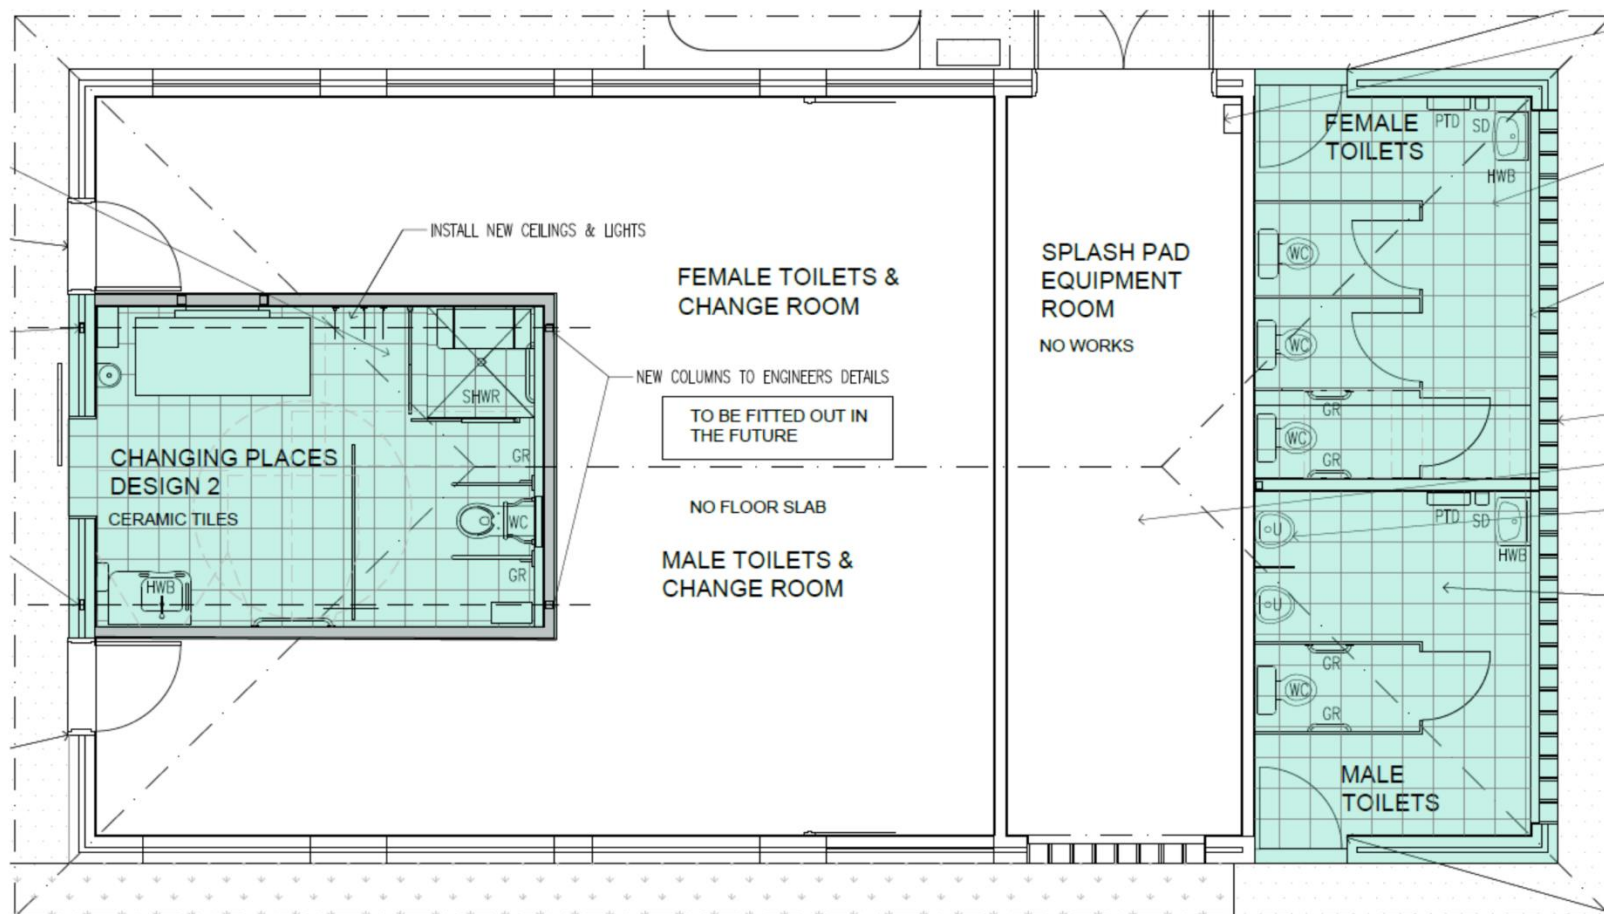 FEMALE
TOILETS
PTD
SD
HWB
INSTALL NEW CEILINGS & LIGHTS
FEMALE TOILETS &
CHANGE ROOM
SPLASH PAD
EQUIPMENT
ROOM
NO WORKS
WC
WC
GR
WC
GR
NEW COLUMNS TO ENGINEERS DETAILS
TO BE FITTED OUT IN
THE FUTURE
SHWR
CHANGING PLACES
DESIGN 2
CERAMIC TILES
GR
WC
GR
HWB
NO FLOOR SLAB
MALE TOILETS &
CHANGE ROOM
PTD
SD
HWB
U
U
GR
WC
GR
MALE
TOILETS